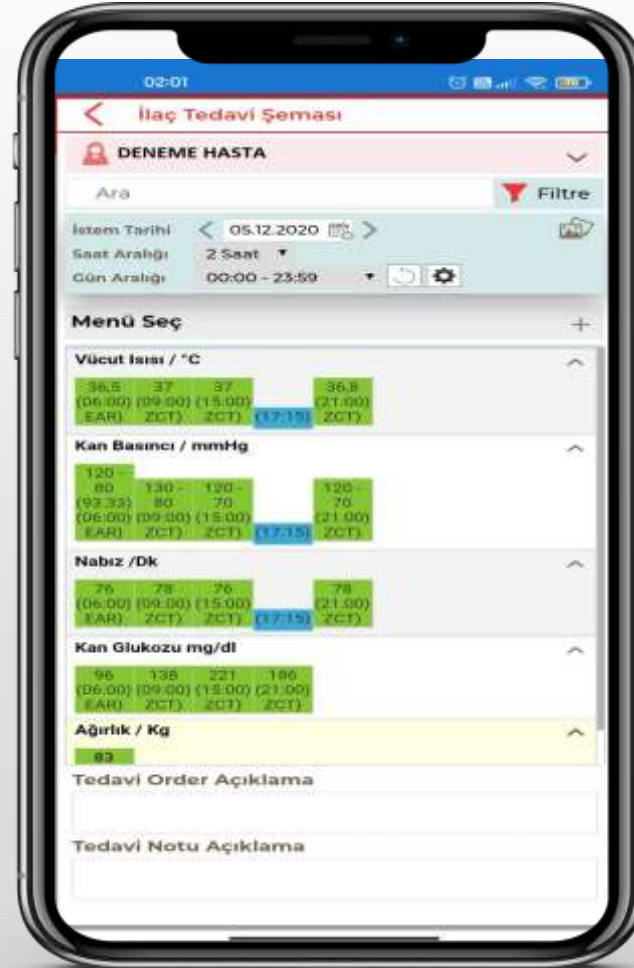 02:01
İlaç Tedavi Şeması
DENEME HASTA
Ara Filtre
İstem Tarihi 05.12.2020
Saat Aralığı 2 Saat
Gün Aralığı 00:00 - 23:59
Menü Seç +
Vücut Isısı / °C
36,5 37 37 36,8
(06:00) (09:00) (15:00) (21:00)
EAR) ZCT) ZCT) (17:15) ZCT)
Kan Basıncı / mmHg
120 -
80 130 - 120 - 120 -
(93.33) 80 70 70
(06:00) (09:00) (15:00) (21:00)
EAR) ZCT) ZCT) (17:15) ZCT)
Nabız /Dk
76 78 76 78
(06:00) (09:00) (15:00) (21:00)
EAR) ZCT) ZCT) (17:15) ZCT)
Kan Glukozu mg/dl
96 138 221 186
(06:00) (09:00) (15:00) (21:00)
EAR) ZCT) ZCT) ZCT)
Ağırlık / Kg
83
Tedavi Order Açıklama
Tedavi Notu Açıklama